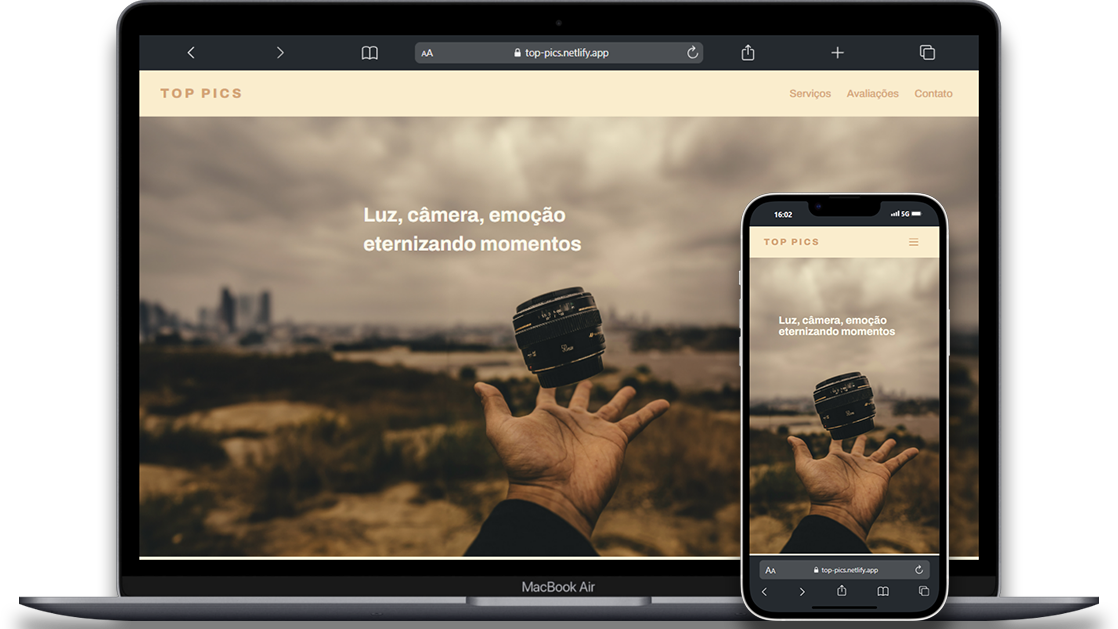 AA top-pics.netlify.app
TOP PICS
Serviços Avaliações Contato
Luz, câmera, emoção
eternizando momentos
MacBook Air
16:02 5G
TOP PICS
Luz, câmera, emoção
eternizando momentos
AA top-pics.netlify.app